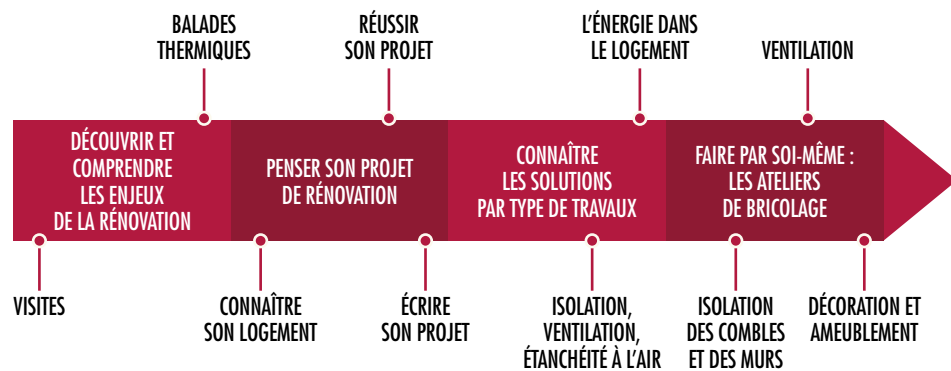 BALADES
THERMIQUES
RÉUSSIR
SON PROJET
L'ÉNERGIE DANS
LE LOGEMENT
VENTILATION
DÉCOUVRIR ET
COMPRENDRE
LES ENJEUX
DE LA RÉNOVATION
PENSER SON PROJET
DE RÉNOVATION
CONNAÎTRE
LES SOLUTIONS
PAR TYPE DE TRAVAUX
FAIRE PAR SOI-MÊME :
LES ATELIERS
DE BRICOLAGE
VISITES
CONNAÎTRE
SON LOGEMENT
ÉCRIRE
SON PROJET
ISOLATION,
VENTILATION,
ÉTANCHÉITÉ À L'AIR
ISOLATION
DES COMBLES
ET DES MURS
DÉCORATION ET
AMEUBLEMENT